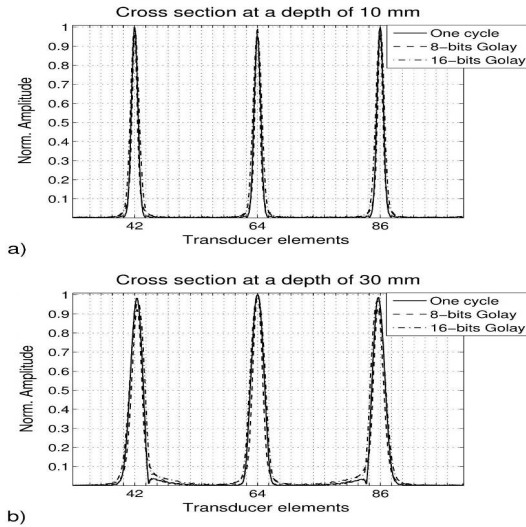 Cross section at a depth of 10 mm
One cycle
8-bits Golay
16-bits Golay
1
0.9
0.8
0.7
0.6
0.5
0.4
0.3
0.2
0.1
Norm. Amplitude
42 64 86
Transducer elements
a)
Cross section at a depth of 30 mm
One cycle
8-bits Golay
16-bits Golay
1
0.9
0.8
0.7
0.6
0.5
0.4
0.3
0.2
0.1
Norm. Amplitude
42 64 86
Transducer elements
b)